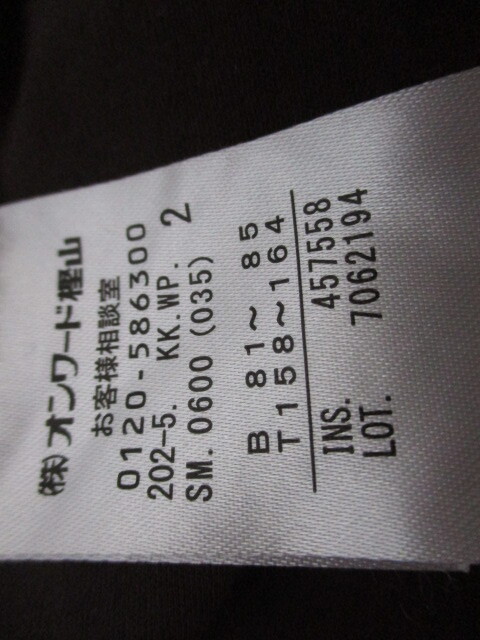 (株)オンワード樫山
お客様相談室
0120-586300
202-5. KK.WP. 2
SM.0600(035)
B 81～85
T158～164
INS. 457558
LOT. 7062194